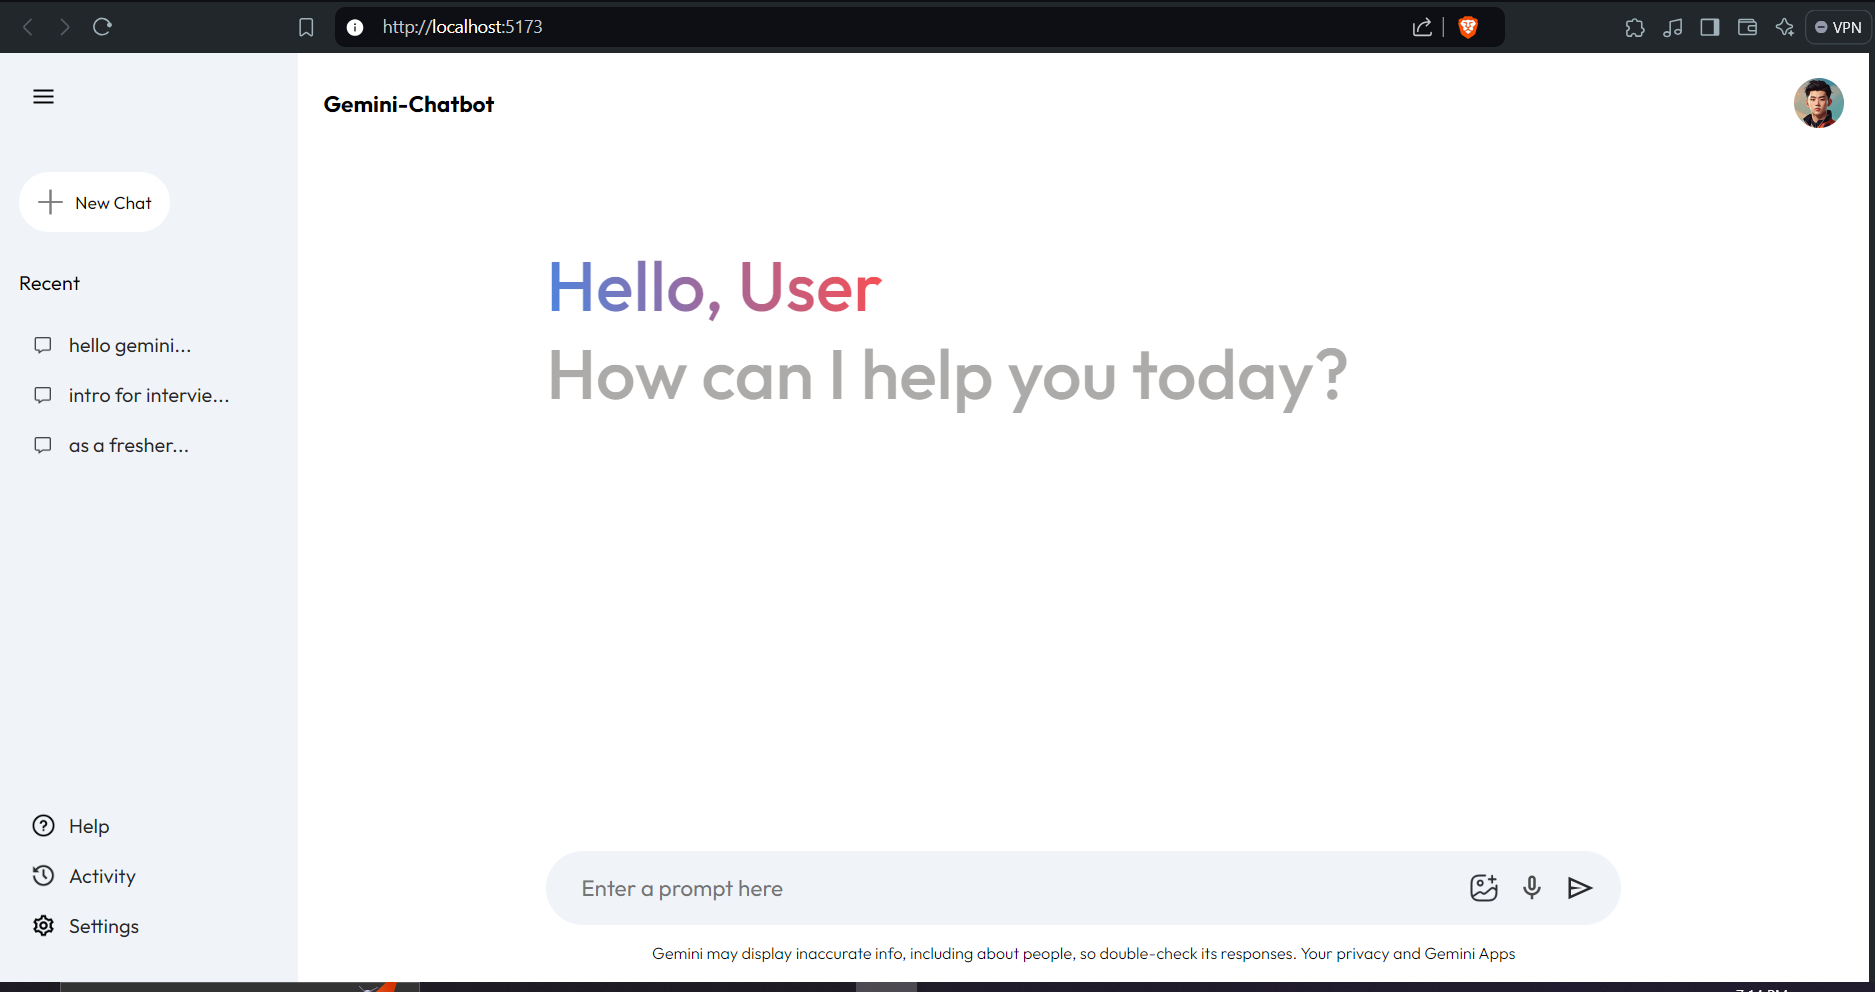 http://localhost:5173
VPN
Gemini-Chatbot
New Chat
Recent
hello gemini...
intro for intervie...
as a fresher...
Help
Activity
Settings
Hello, User
How can I help you today?
Enter a prompt here
Gemini may display inaccurate info, including about people, so double-check its responses. Your privacy and Gemini Apps